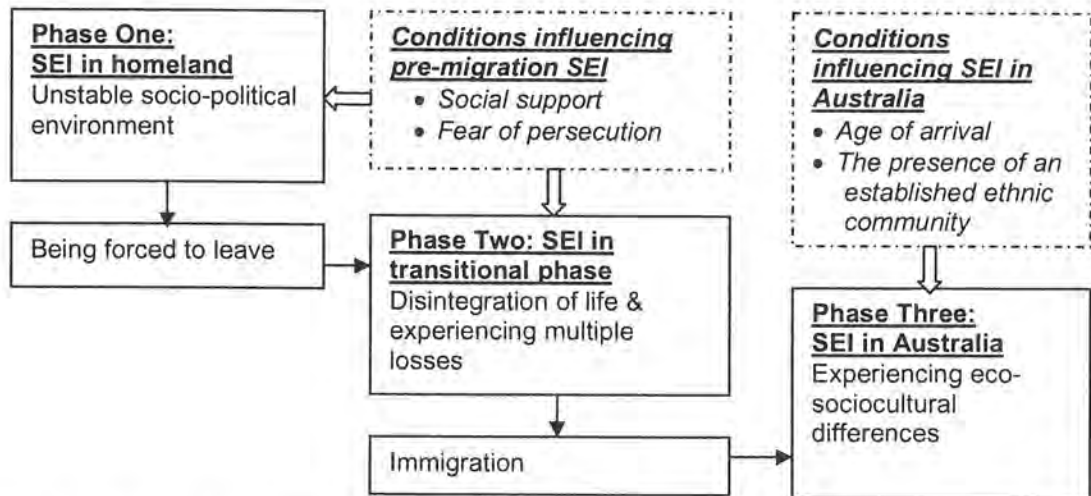 Phase One:
SEI in homeland
Unstable socio-political
environment
Conditions influencing
pre-migration SEI
• Social support
• Fear of persecution
Conditions
influencing SEI in
Australia
• Age of arrival
• The presence of an
established ethnic
community
Being forced to leave
Phase Two: SEI in
transitional phase
Disintegration of life &
experiencing multiple
losses
Phase Three:
SEI in Australia
Experiencing eco-
sociocultural
differences
Immigration